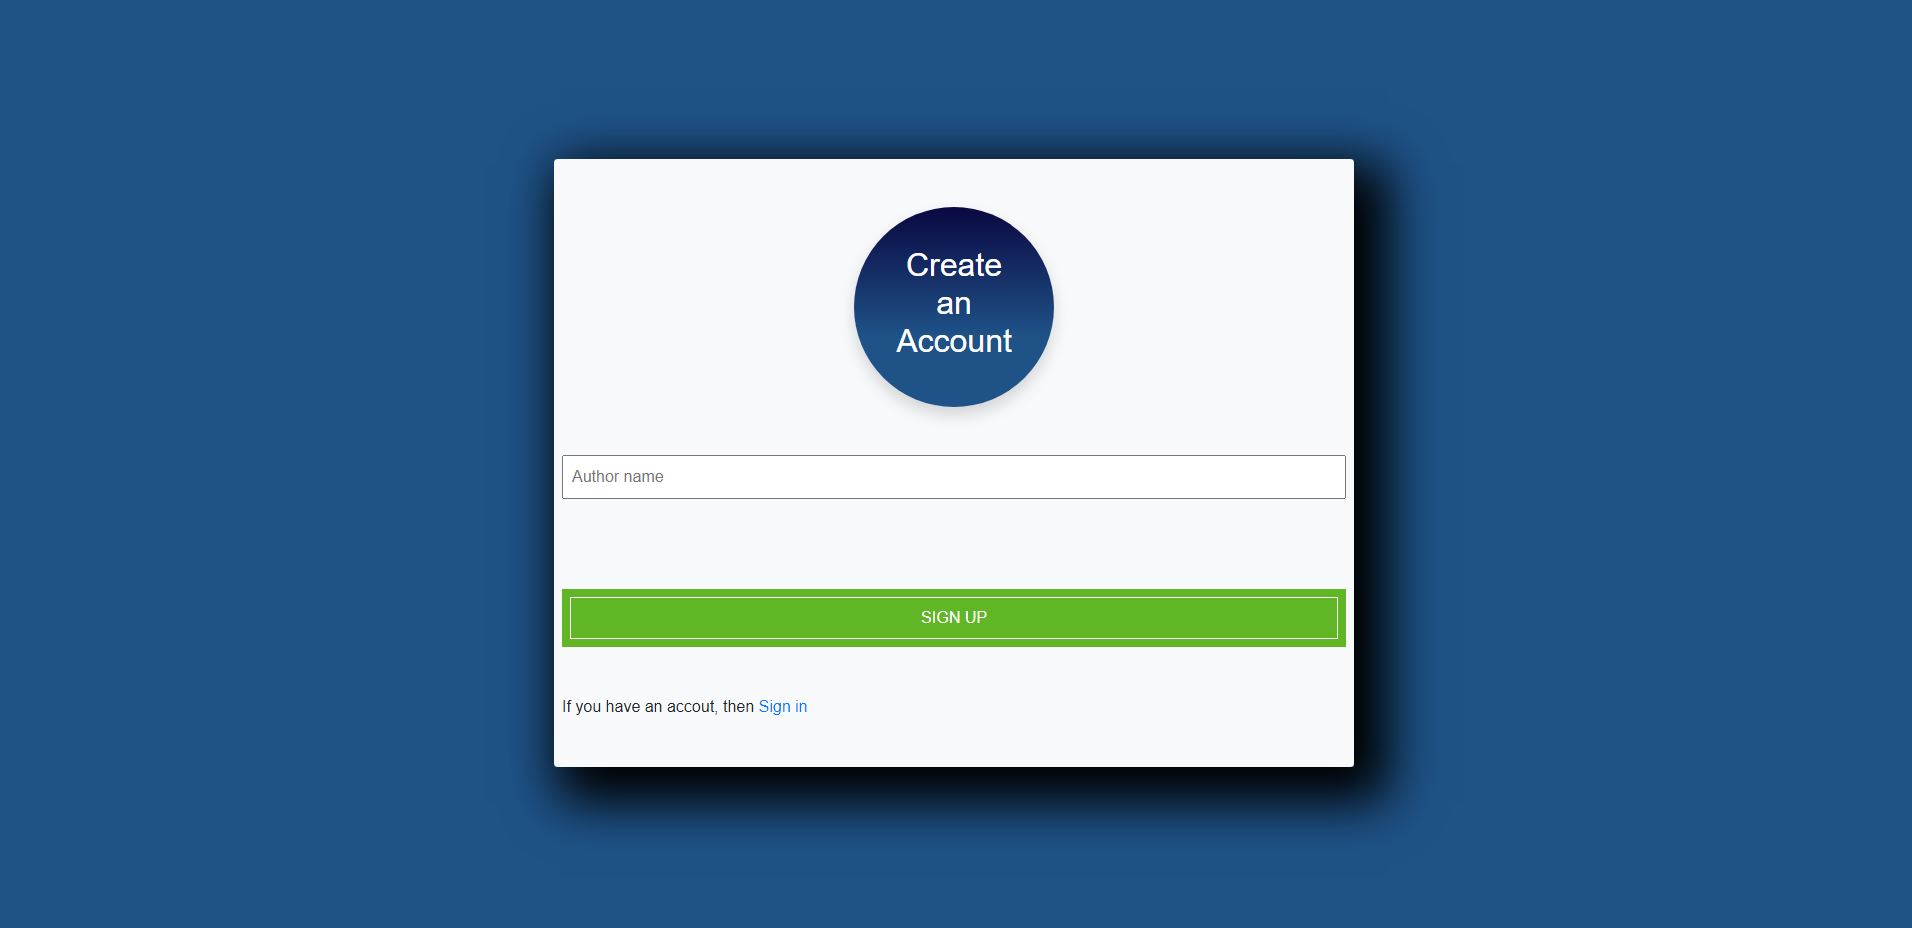 Create
an
Account
Author name
SIGN UP
If you have an accout, then Sign in